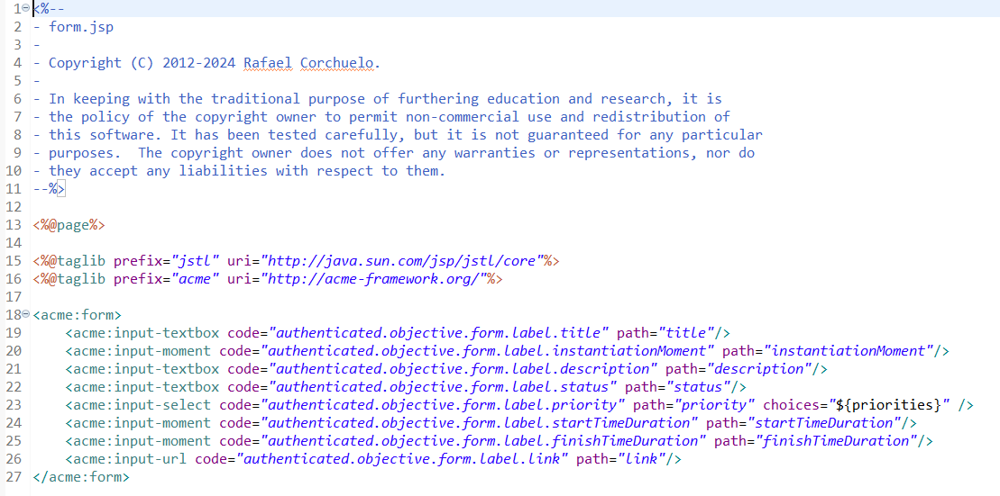 1 <%--
2 - form.jsp
3 -
4 - Copyright (C) 2012-2024 Rafael Corchuelo.
5 -
6 - In keeping with the traditional purpose of furthering education and research, it is
7 - the policy of the copyright owner to permit non-commercial use and redistribution of
8 - this software. It has been tested carefully, but it is not guaranteed for any particular
9 - purposes.  The copyright owner does not offer any warranties or representations, nor do
10 - they accept any liabilities with respect to them.
11 --%>
12
13 <%@page%>
14
15 <%@taglib prefix="jstl" uri="http://java.sun.com/jsp/jstl/core"%>
16 <%@taglib prefix="acme" uri="http://acme-framework.org/"%>
17
18 <acme:form>
19     <acme:input-textbox code="authenticated.objective.form.label.title" path="title"/>
20     <acme:input-moment code="authenticated.objective.form.label.instantiationMoment" path="instantiationMoment"/>
21     <acme:input-textbox code="authenticated.objective.form.label.description" path="description"/>
22     <acme:input-textbox code="authenticated.objective.form.label.status" path="status"/>
23     <acme:input-select code="authenticated.objective.form.label.priority" path="priority" choices="${priorities}" />
24     <acme:input-moment code="authenticated.objective.form.label.startTimeDuration" path="startTimeDuration"/>
25     <acme:input-moment code="authenticated.objective.form.label.finishTimeDuration" path="finishTimeDuration"/>
26     <acme:input-url code="authenticated.objective.form.label.link" path="link"/>
27 </acme:form>